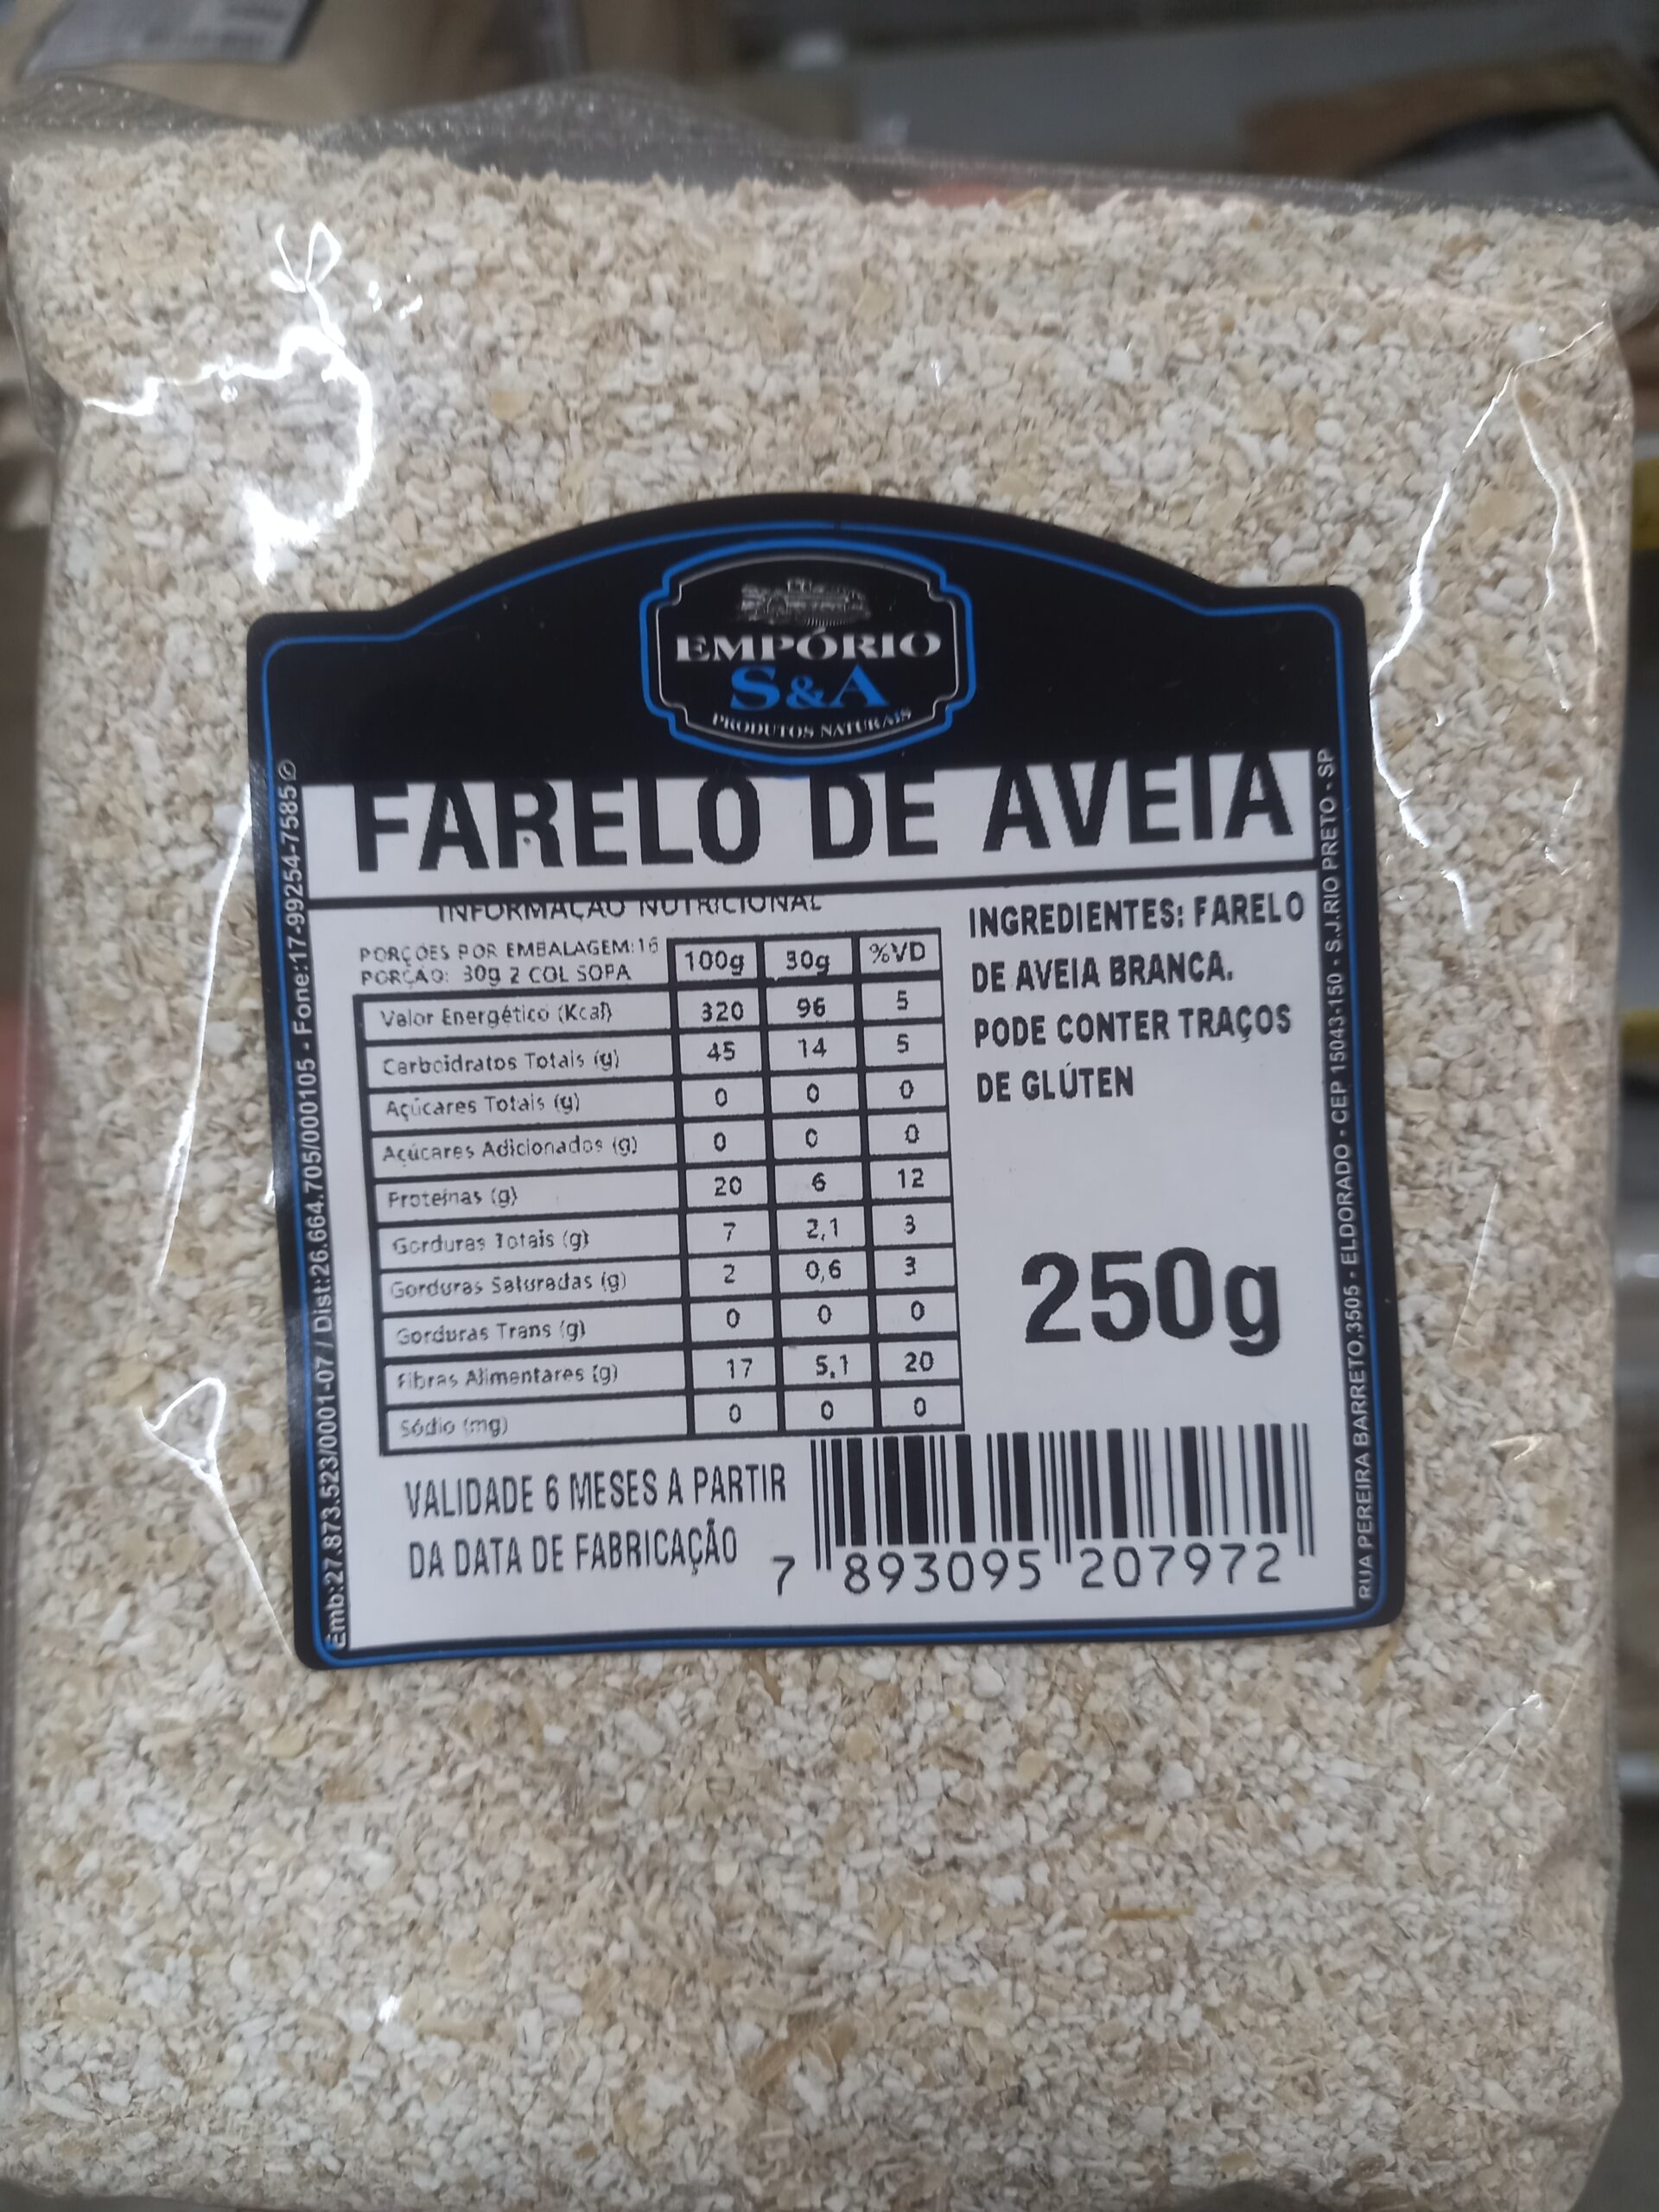 EMPÓRIO
S&A
PRODUTOS NATURAIS
FARELO DE AVEIA
INFORMAÇÃO NUTRICIONAL
PORÇOES POR EMBALAGEM:16
PORÇÃO: 30g 2 COL SOPA
100g 30g %VD
Valor Energético (Kcal) 320 96 5
Carboidratos Totais (g) 45 14 5
Açúcares Totais (g) 0 0 0
Açúcares Adicionados (g) 0 0 0
Proteínas (g) 20 6 12
Gorduras Totais (g) 7 2,1 3
Gorduras Saturadas (g) 2 0,6 3
Gorduras Trans (g) 0 0 0
Fibras Alimentares (g) 17 5,1 20
Sódio (mg) 0 0 0
INGREDIENTES: FARELO
DE AVEIA BRANCA.
PODE CONTER TRAÇOS
DE GLÚTEN
250g
VALIDADE 6 MESES A PARTIR
DA DATA DE FABRICAÇÃO
7 893095 207972
Emb:27.873.523/0001-07 / Dist:26.664.705/000105 - Fone:17-99254-7585
RUA PEREIRA BARRETO,3505 - ELDORADO - CEP 15043-150 - S.J.RIO PRETO - SP